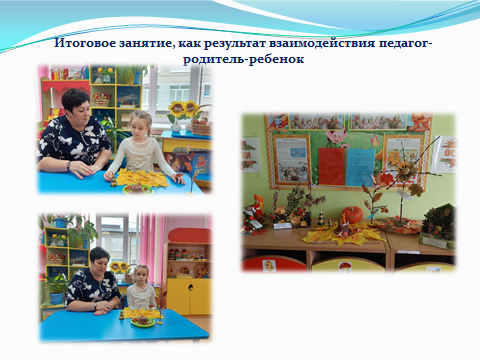 Итоговое занятие, как результат взаимодействия педагог-
родитель-ребенок